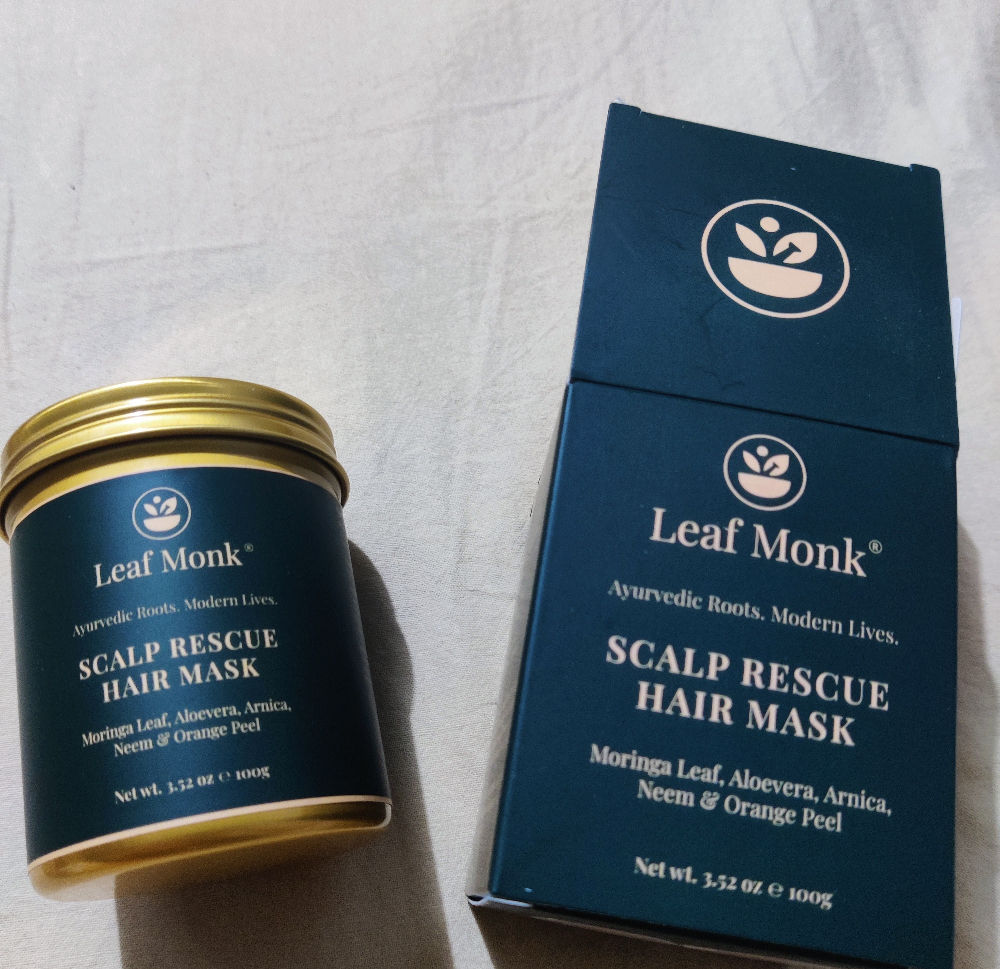 Leaf Monk®
Ayurvedic Roots. Modern Lives.
SCALP RESCUE
HAIR MASK
Moringa Leaf, Aloevera, Arnica,
Neem & Orange Peel
Net wt. 3.52 oz ℮ 100g
Leaf Monk®
Ayurvedic Roots. Modern Lives.
SCALP RESCUE
HAIR MASK
Moringa Leaf, Aloevera, Arnica,
Neem & Orange Peel
Net wt. 3.52 oz ℮ 100g